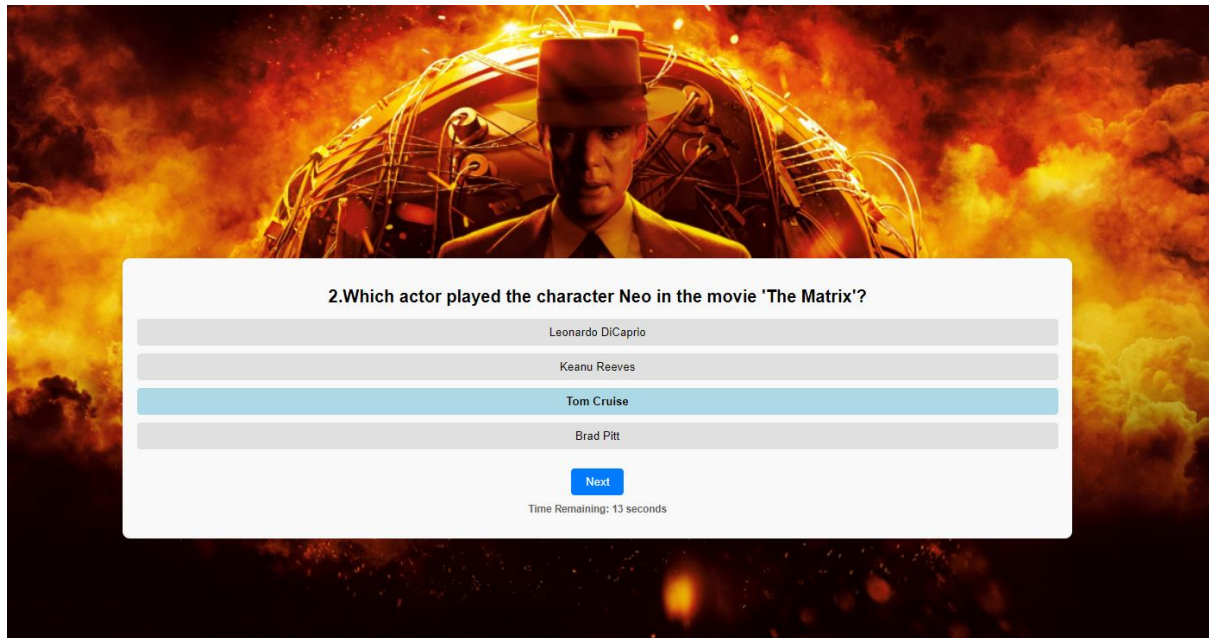 2.Which actor played the character Neo in the movie 'The Matrix'?
Leonardo DiCaprio
Keanu Reeves
Tom Cruise
Brad Pitt
Next
Time Remaining: 13 seconds